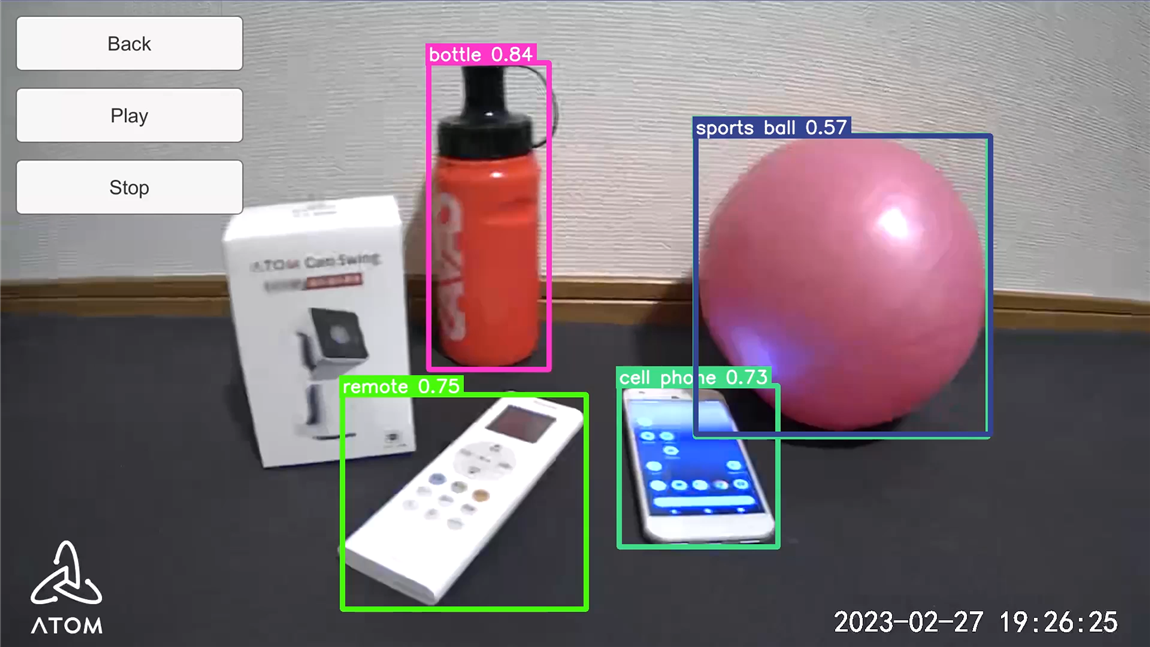 Back
Play
Stop
bottle 0.84
sports ball 0.57
ATOM Cam Swing
cell phone 0.73
remote 0.75
ATOM
2023-02-27 19:26:25